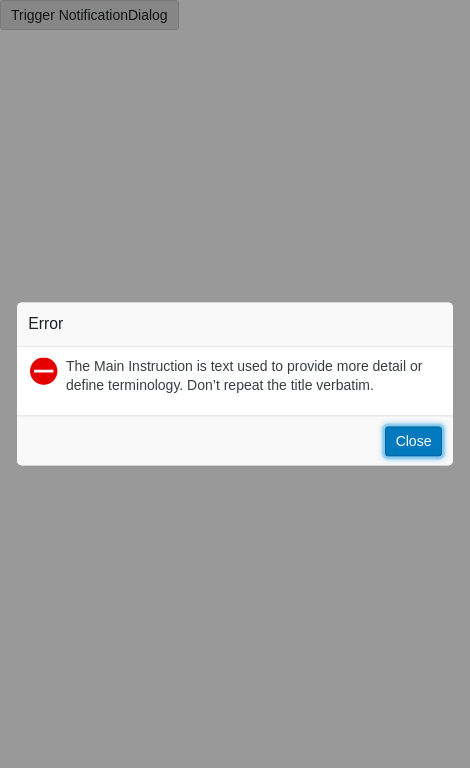 Trigger NotificationDialog
Error
The Main Instruction is text used to provide more detail or
define terminology. Don’t repeat the title verbatim.
Close